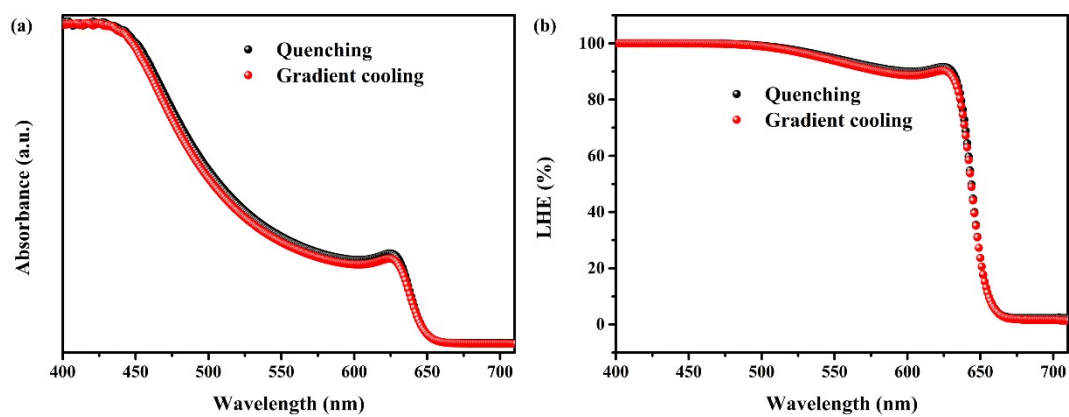 (a)
Quenching
Gradient cooling
Absorbance (a.u.)
400 450 500 550 600 650 700
Wavelength (nm)
(b)
100
80
60
40
20
0
Quenching
Gradient cooling
LHE (%)
400 450 500 550 600 650 700
Wavelength (nm)